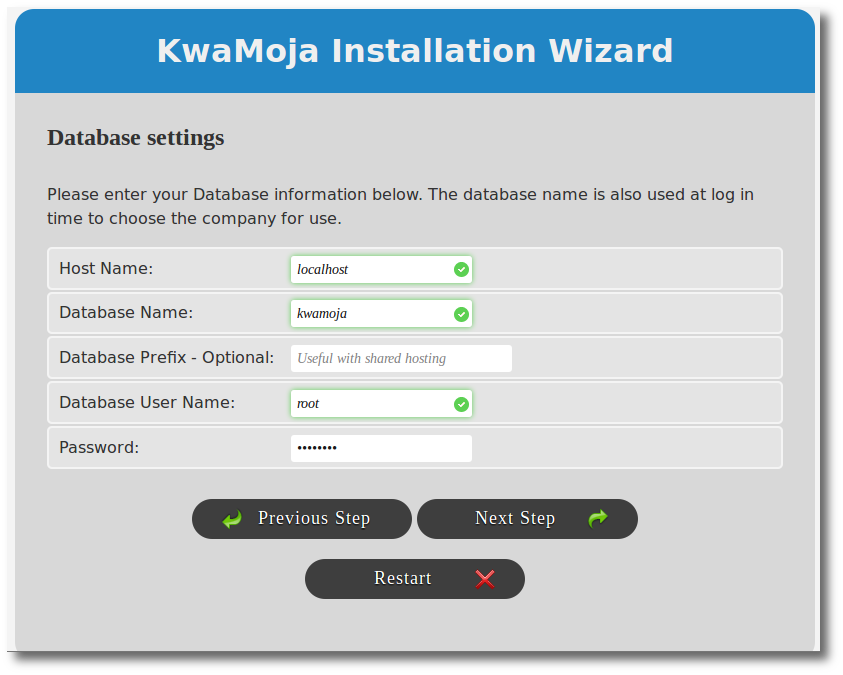 KwaMoja Installation Wizard
Database settings
Please enter your Database information below. The database name is also used at log in
time to choose the company for use.
Host Name: localhost
Database Name: kwamoja
Database Prefix - Optional: Useful with shared hosting
Database User Name: root
Password: ••••••••
Previous Step Next Step
Restart